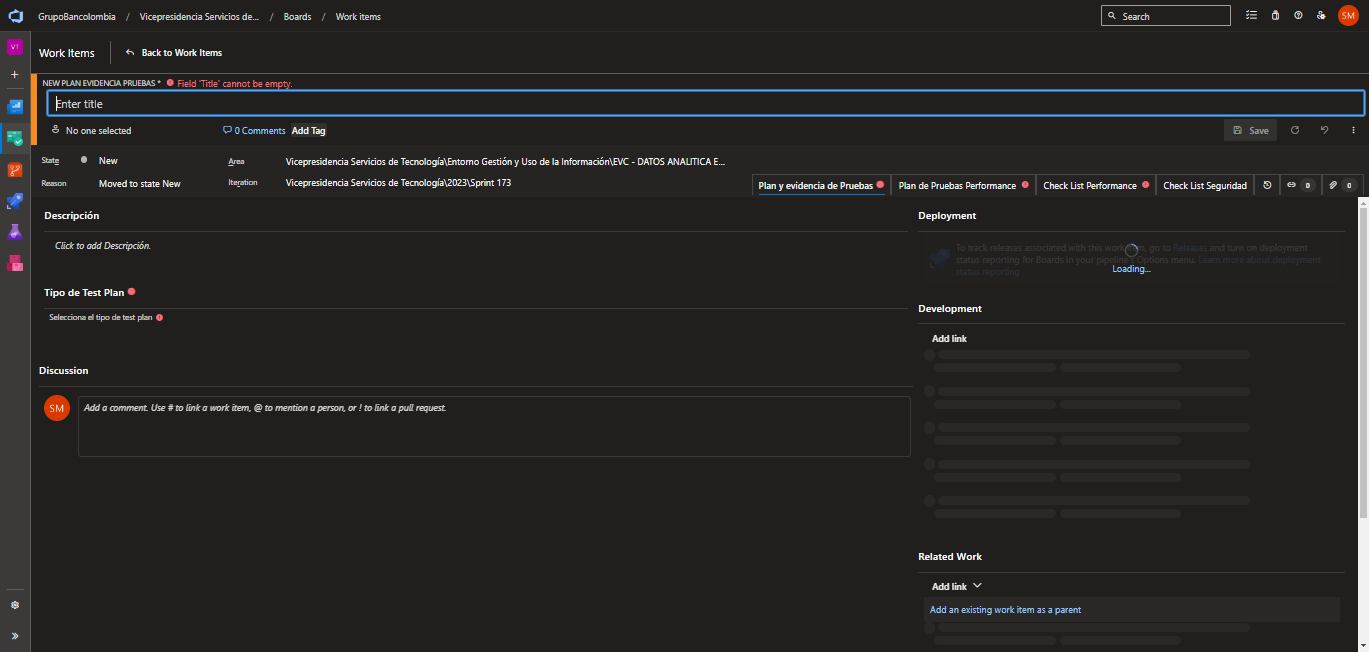 GrupoBancolombia / Vicepresidencia Servicios de... / Boards / Work items
Search
SM
VT
Work Items
Back to Work Items
NEW PLAN EVIDENCIA PRUEBAS * Field 'Title' cannot be empty.
Enter title
No one selected
0 Comments
Add Tag
Save
State
New
Area
Vicepresidencia Servicios de Tecnología\Entorno Gestión y Uso de la Información\EVC - DATOS ANALITICA E...
Reason
Moved to state New
Iteration
Vicepresidencia Servicios de Tecnología\2023\Sprint 173
Plan y evidencia de Pruebas
Plan de Pruebas Performance
Check List Performance
Check List Seguridad
0
0
Descripción
Click to add Descripción.
Tipo de Test Plan
Selecciona el tipo de test plan
Discussion
SM
Add a comment. Use # to link a work item, @ to mention a person, or ! to link a pull request.
Deployment
To track releases associated with this work item, go to Releases and turn on deployment
status reporting for Boards in your pipeline's Options menu. Learn more about deployment
status reporting
Loading...
Development
Add link
Related Work
Add link
Add an existing work item as a parent